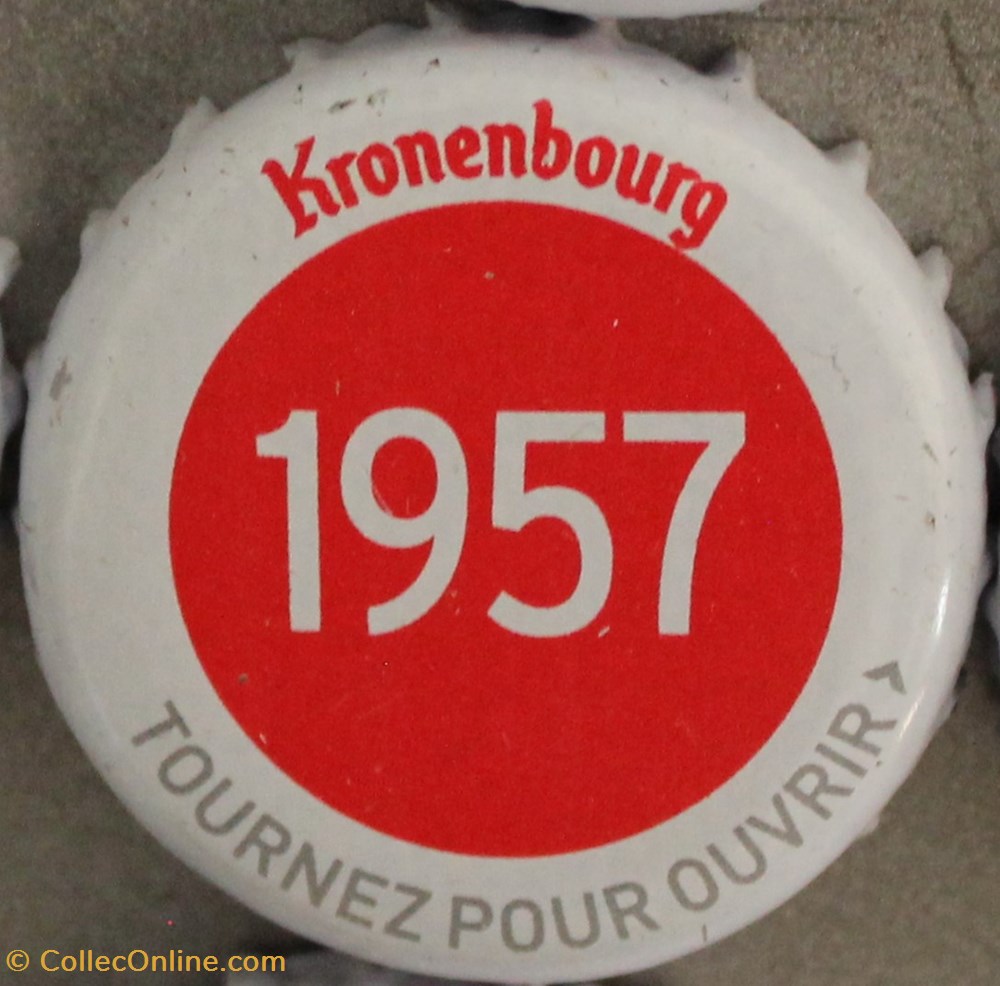 Kronenbourg
1957
TOURNEZ POUR OUVRIR >
© CollecOnline.com